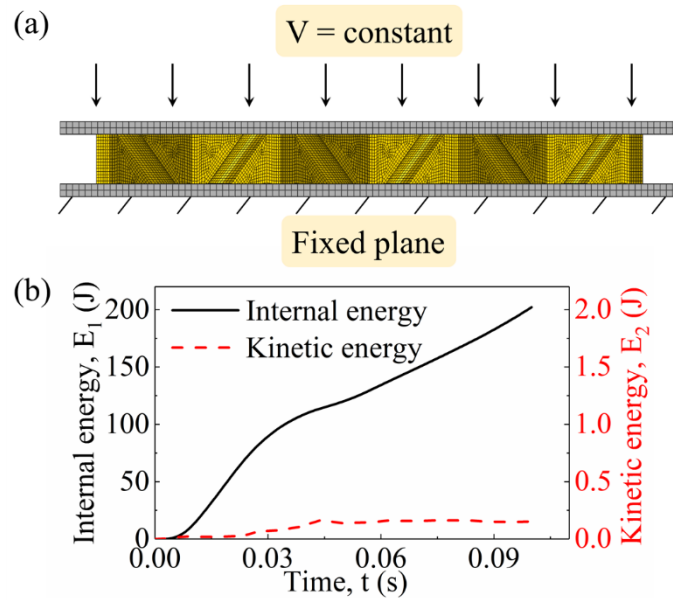 (a)
V = constant
Fixed plane
(b)
Internal energy, E₁ (J)
200
150
100
50
0
Internal energy
Kinetic energy
2.0
1.5
1.0
0.5
0.0
Kinetic energy, E₂ (J)
0.00 0.03 0.06 0.09
Time, t (s)